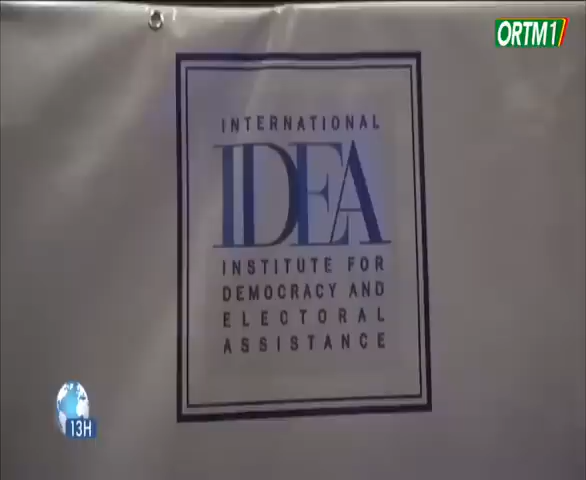 ORTM1
INTERNATIONAL
IDEA
INSTITUTE FOR
DEMOCRACY AND
ELECTORAL
ASSISTANCE
13H